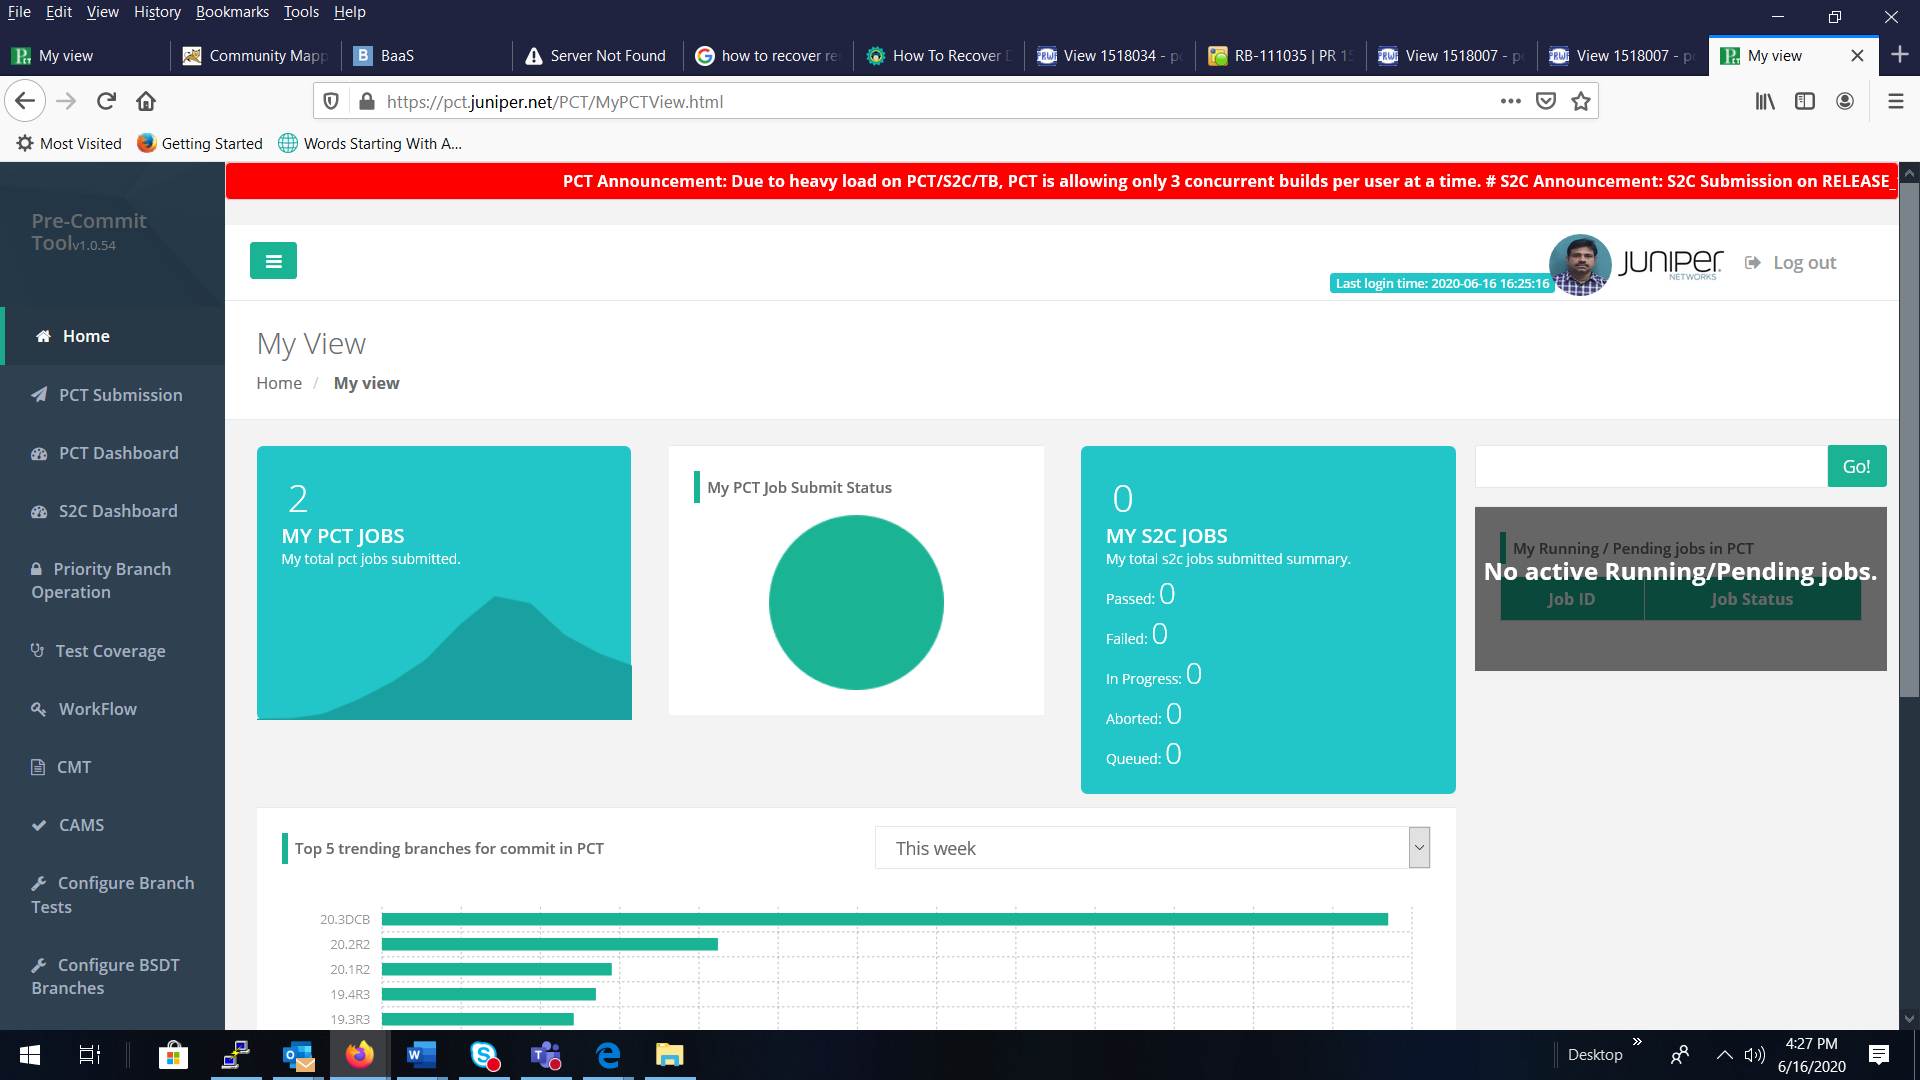 File Edit View History Bookmarks Tools Help
My view
Community Mapp
BaaS
Server Not Found
how to recover re
How To Recover
View 1518034 - p
RB-111035 | PR 15
View 1518007 - p
View 1518007 - p
My view
https://pct.juniper.net/PCT/MyPCTView.html
Most Visited Getting Started Words Starting With A...
PCT Announcement: Due to heavy load on PCT/S2C/TB, PCT is allowing only 3 concurrent builds per user at a time. # S2C Announcement: S2C Submission on RELEASE_
Pre-Commit
Toolv1.0.54
Last login time: 2020-06-16 16:25:16
JUNIPER
NETWORKS
Log out
Home
PCT Submission
PCT Dashboard
S2C Dashboard
Priority Branch
Operation
Test Coverage
WorkFlow
CMT
CAMS
Configure Branch
Tests
Configure BSDT
Branches
My View
Home / My view
2
MY PCT JOBS
My total pct jobs submitted.
My PCT Job Submit Status
0
MY S2C JOBS
My total s2c jobs submitted summary.
Passed: 0
Failed: 0
In Progress: 0
Aborted: 0
Queued: 0
Go!
My Running / Pending jobs in PCT
No active Running/Pending jobs.
Job ID Job Status
Top 5 trending branches for commit in PCT
This week
20.3DCB
20.2R2
20.1R2
19.4R3
19.3R3
Desktop
4:27 PM
6/16/2020